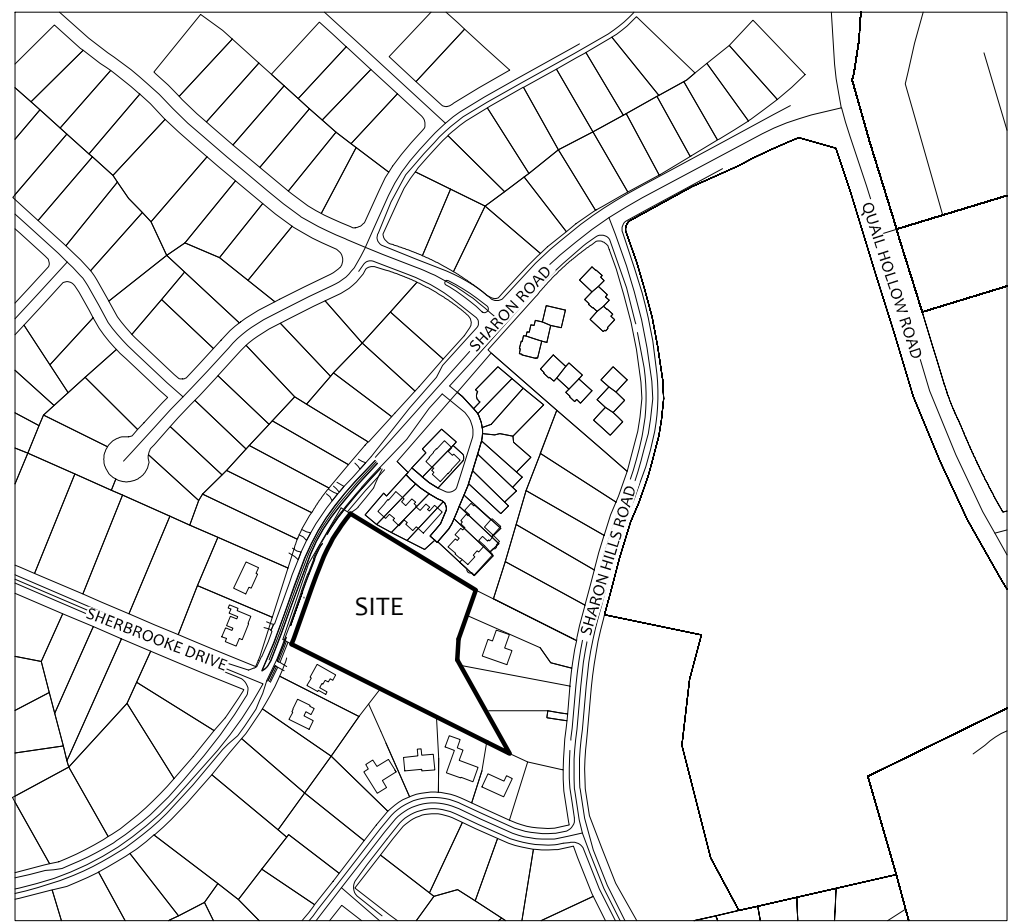 QUAIL HOLLOW ROAD
SHARON ROAD
SHARON HILLS ROAD
SITE
SHERBROOKE DRIVE